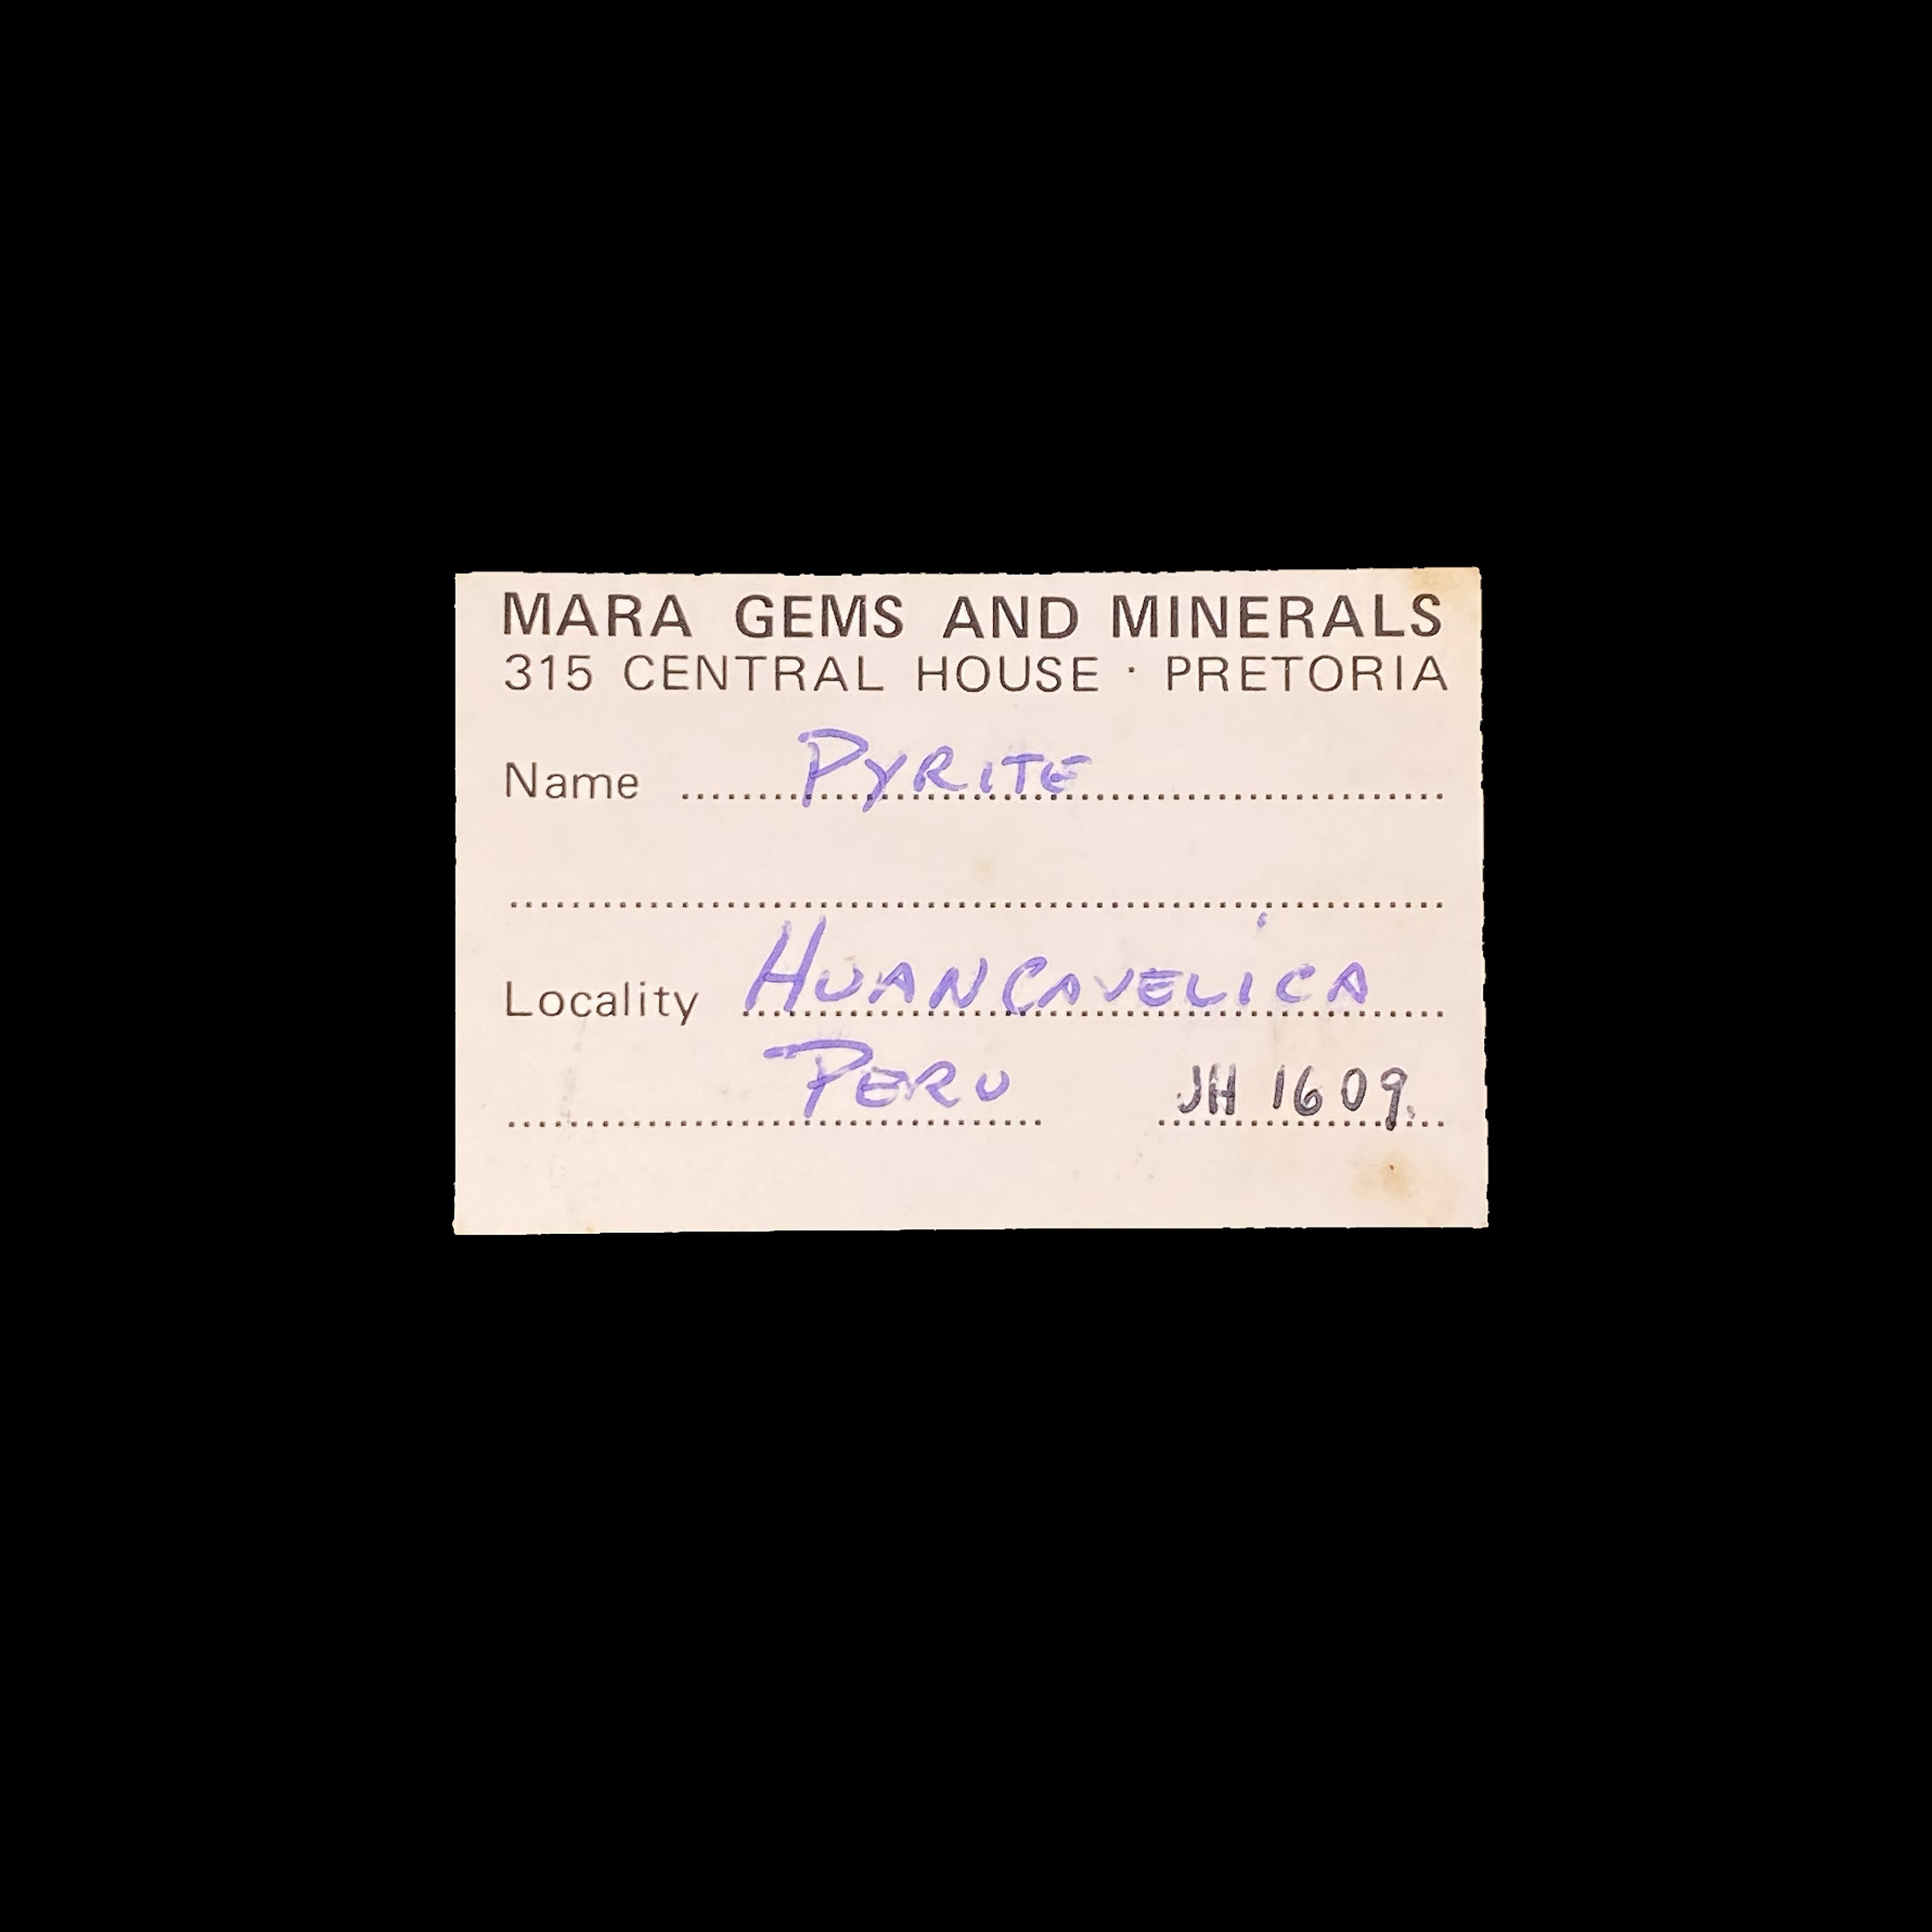 MARA GEMS AND MINERALS
315 CENTRAL HOUSE · PRETORIA
Name PYRITE
Locality HUANCAVELICA
PERU JH 1609.